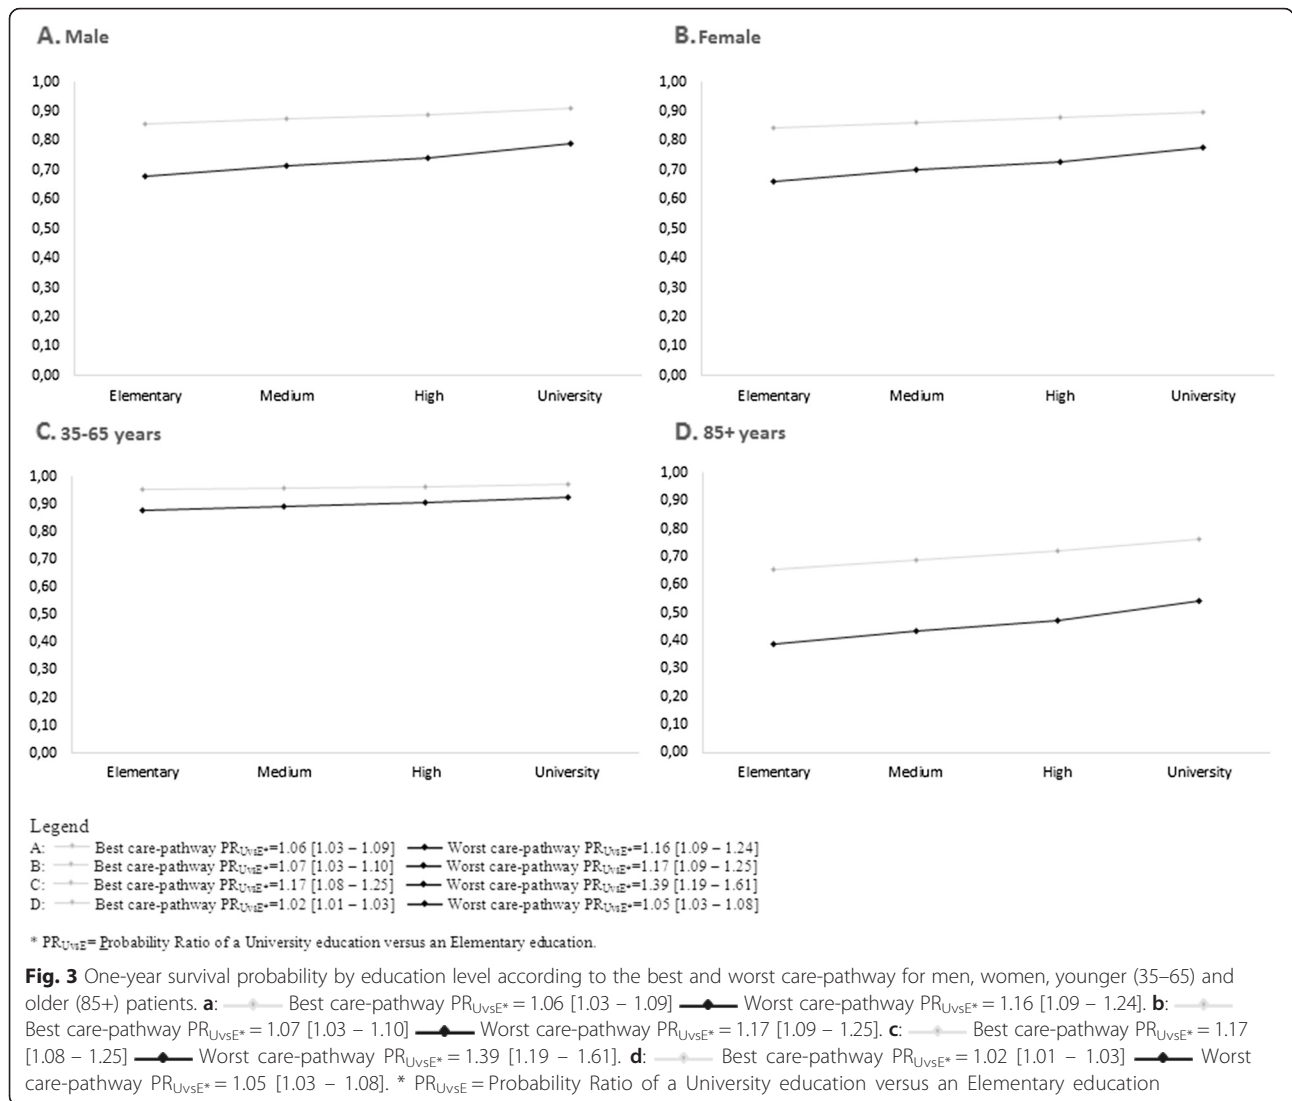 A. Male
1,00
0,90
0,80
0,70
0,60
0,50
0,40
0,30
0,20
0,10
0,00
Elementary Medium High University
B. Female
1,00
0,90
0,80
0,70
0,60
0,50
0,40
0,30
0,20
0,10
0,00
Elementary Medium High University
C. 35-65 years
1,00
0,90
0,80
0,70
0,60
0,50
0,40
0,30
0,20
0,10
0,00
Elementary Medium High University
D. 85+ years
1,00
0,90
0,80
0,70
0,60
0,50
0,40
0,30
0,20
0,10
0,00
Elementary Medium High University
Legend
A: Best care-pathway PRUvsE*=1.06 [1.03 – 1.09] Worst care-pathway PRUvsE*=1.16 [1.09 – 1.24]
B: Best care-pathway PRUvsE*=1.07 [1.03 – 1.10] Worst care-pathway PRUvsE*=1.17 [1.09 – 1.25]
C: Best care-pathway PRUvsE*=1.17 [1.08 – 1.25] Worst care-pathway PRUvsE*=1.39 [1.19 – 1.61]
D: Best care-pathway PRUvsE*=1.02 [1.01 – 1.03] Worst care-pathway PRUvsE*=1.05 [1.03 – 1.08]
* PRUvsE= Probability Ratio of a University education versus an Elementary education.
Fig. 3 One-year survival probability by education level according to the best and worst care-pathway for men, women, younger (35–65) and
older (85+) patients. a: Best care-pathway PRUvsE* = 1.06 [1.03 – 1.09] Worst care-pathway PRUvsE* = 1.16 [1.09 – 1.24]. b:
Best care-pathway PRUvsE* = 1.07 [1.03 – 1.10] Worst care-pathway PRUvsE* = 1.17 [1.09 – 1.25]. c: Best care-pathway PRUvsE* = 1.17
[1.08 – 1.25] Worst care-pathway PRUvsE* = 1.39 [1.19 – 1.61]. d: Best care-pathway PRUvsE* = 1.02 [1.01 – 1.03] Worst
care-pathway PRUvsE* = 1.05 [1.03 – 1.08]. * PRUvsE = Probability Ratio of a University education versus an Elementary education